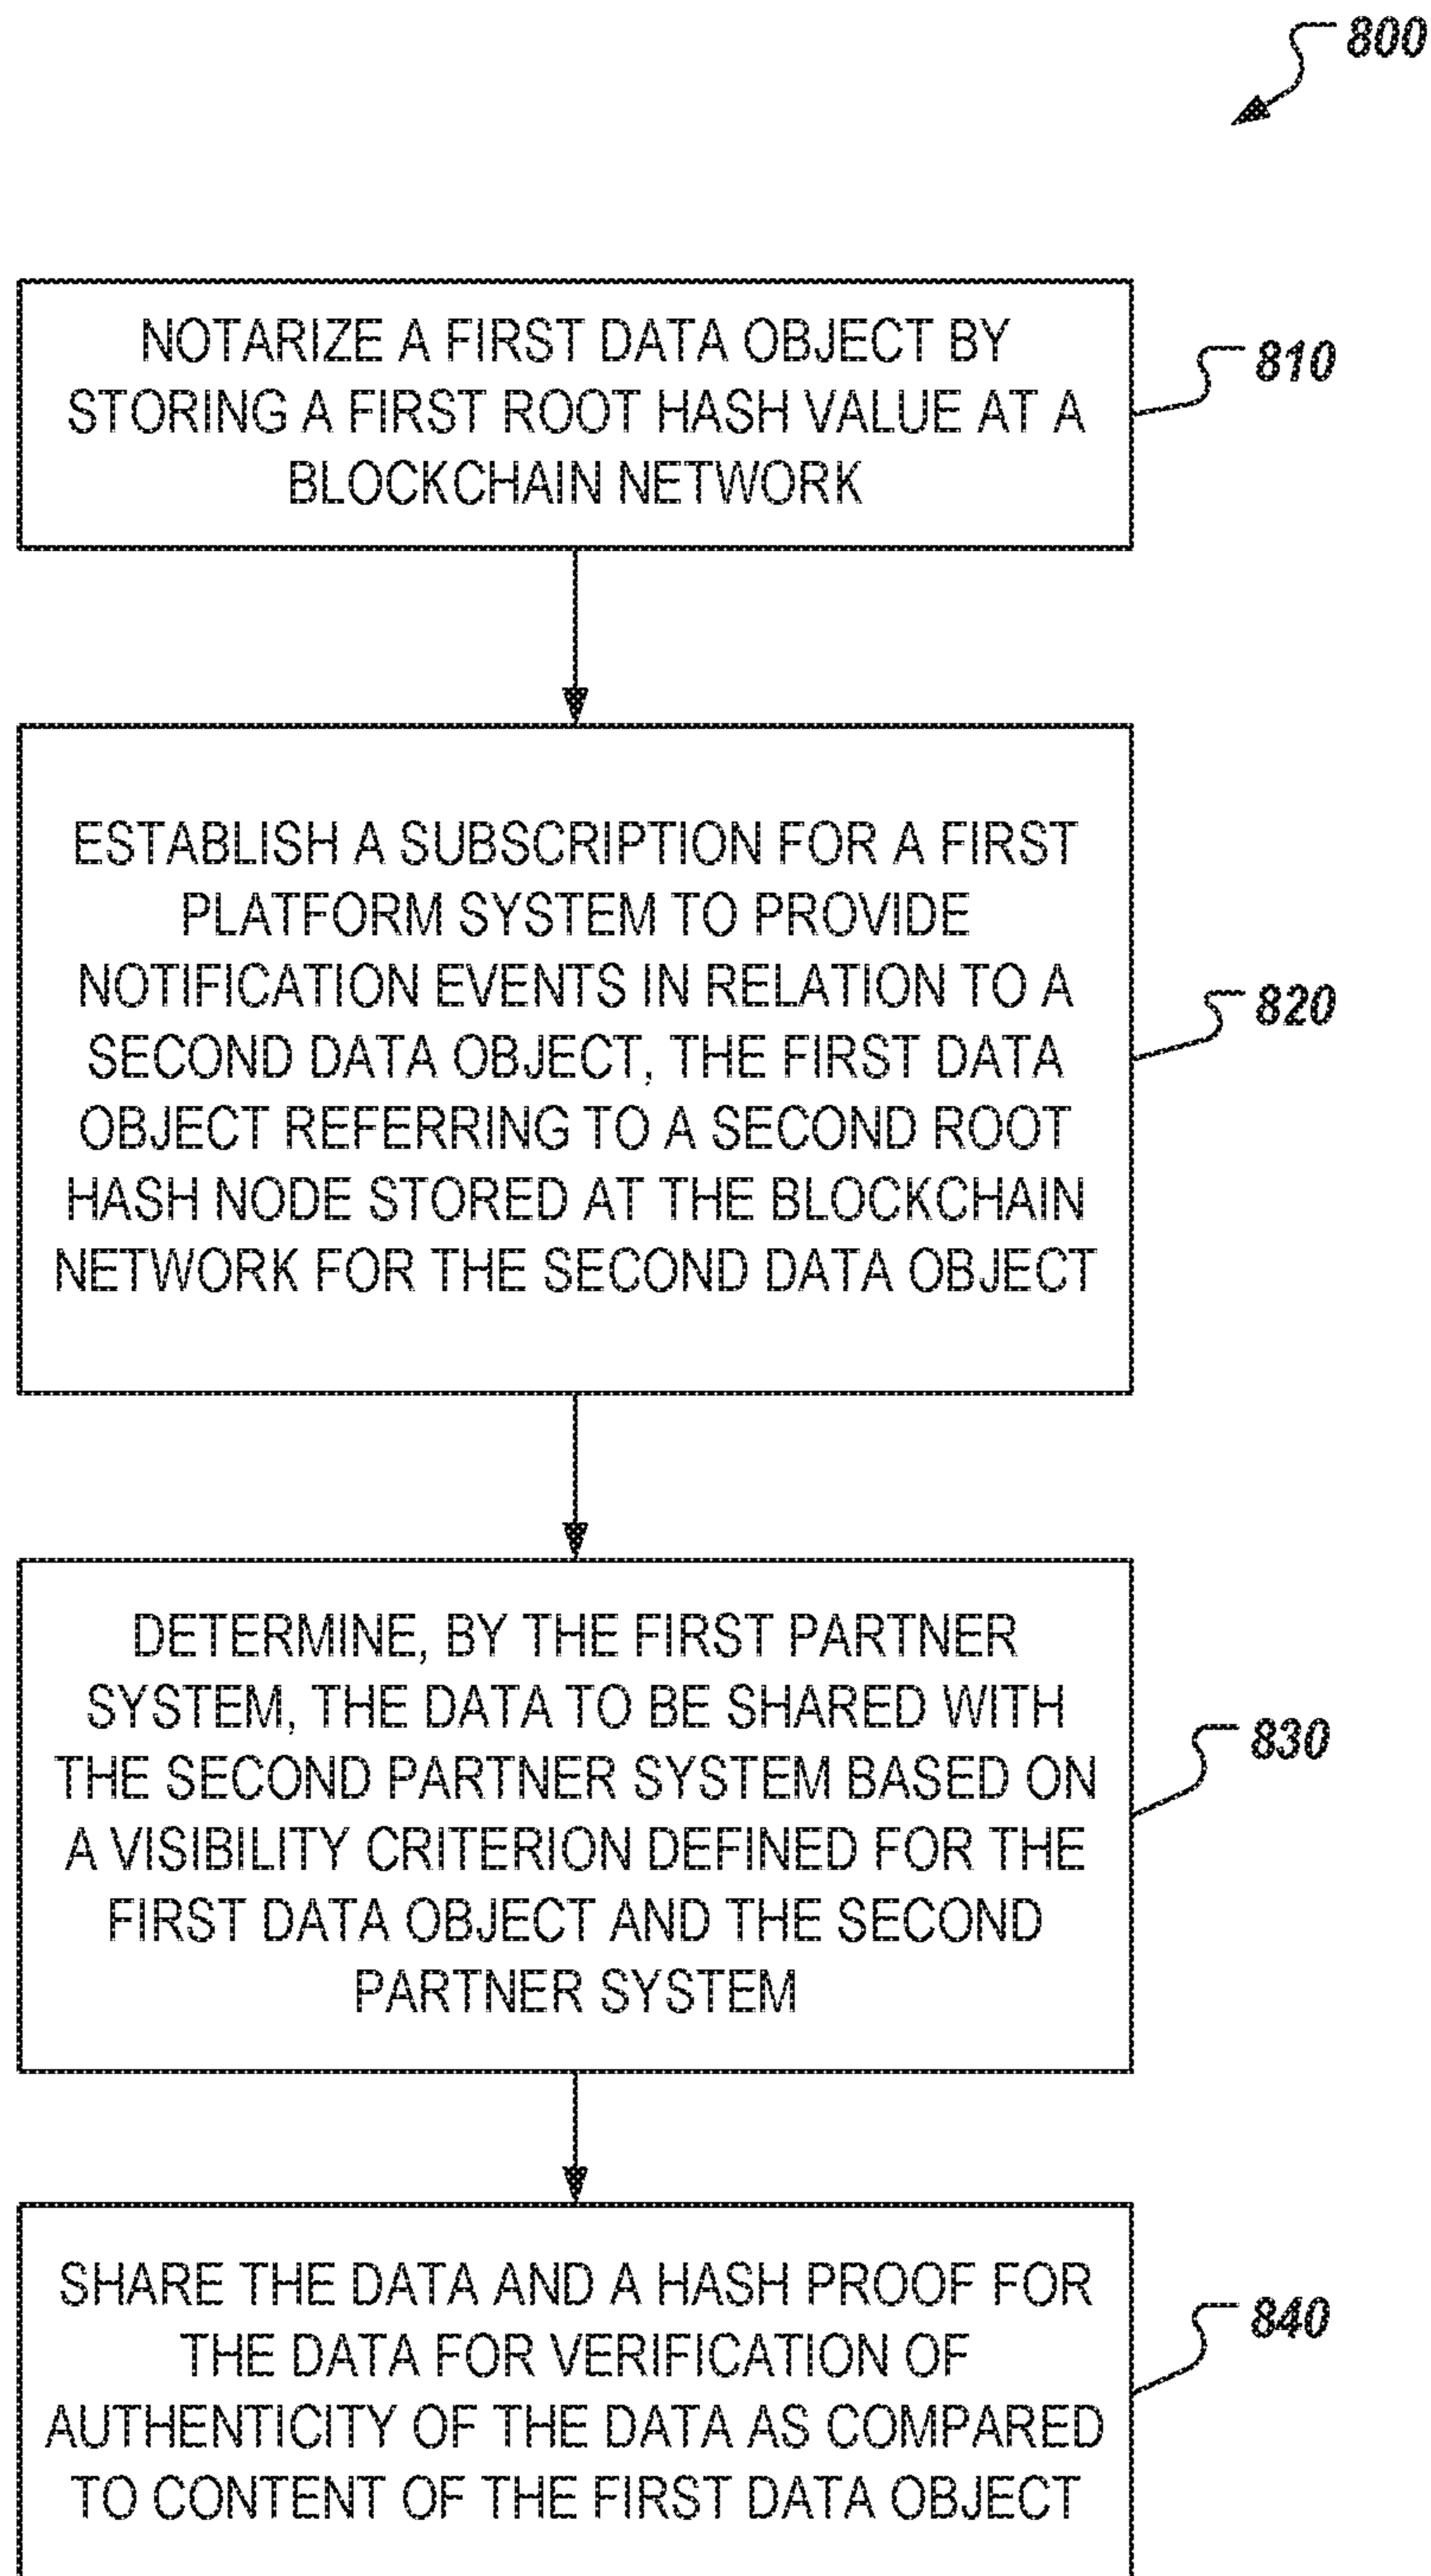 800
NOTARIZE A FIRST DATA OBJECT BY
STORING A FIRST ROOT HASH VALUE AT A
BLOCKCHAIN NETWORK
810
ESTABLISH A SUBSCRIPTION FOR A FIRST
PLATFORM SYSTEM TO PROVIDE
NOTIFICATION EVENTS IN RELATION TO A
SECOND DATA OBJECT, THE FIRST DATA
OBJECT REFERRING TO A SECOND ROOT
HASH NODE STORED AT THE BLOCKCHAIN
NETWORK FOR THE SECOND DATA OBJECT
820
DETERMINE, BY THE FIRST PARTNER
SYSTEM, THE DATA TO BE SHARED WITH
THE SECOND PARTNER SYSTEM BASED ON
A VISIBILITY CRITERION DEFINED FOR THE
FIRST DATA OBJECT AND THE SECOND
PARTNER SYSTEM
830
SHARE THE DATA AND A HASH PROOF FOR
THE DATA FOR VERIFICATION OF
AUTHENTICITY OF THE DATA AS COMPARED
TO CONTENT OF THE FIRST DATA OBJECT
840